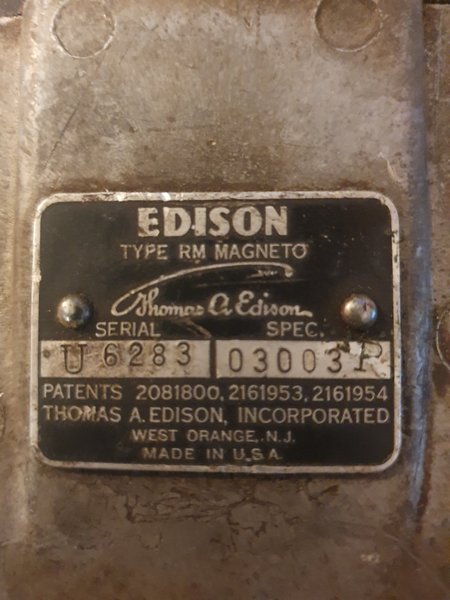 EDISON
TYPE RM MAGNETO
Thomas A Edison
SERIAL SPEC.
U 6283 03003 P
PATENTS 2081800, 2161953, 2161954
THOMAS A. EDISON, INCORPORATED
WEST ORANGE, N.J.
MADE IN U.S.A.